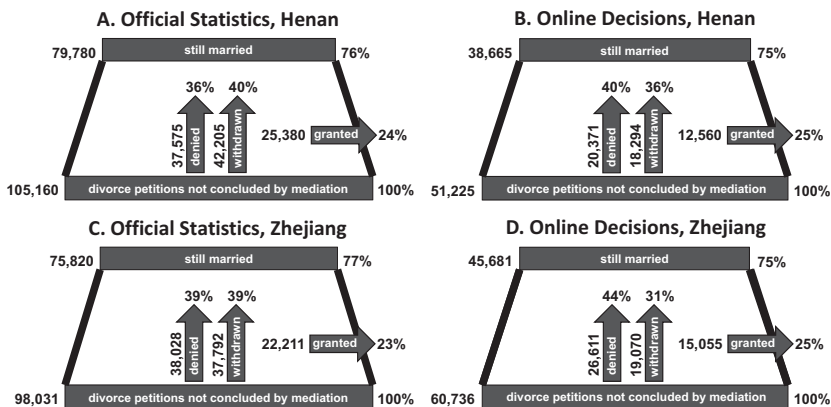 A. Official Statistics, Henan
79,780 still married 76%
36% 40%
37,575 denied 42,205 withdrawn 25,380 granted 24%
105,160 divorce petitions not concluded by mediation 100%
B. Online Decisions, Henan
38,665 still married 75%
40% 36%
20,371 denied 18,294 withdrawn 12,560 granted 25%
51,225 divorce petitions not concluded by mediation 100%
C. Official Statistics, Zhejiang
75,820 still married 77%
39% 39%
38,028 denied 37,792 withdrawn 22,211 granted 23%
98,031 divorce petitions not concluded by mediation 100%
D. Online Decisions, Zhejiang
45,681 still married 75%
44% 31%
26,611 denied 19,070 withdrawn 15,055 granted 25%
60,736 divorce petitions not concluded by mediation 100%